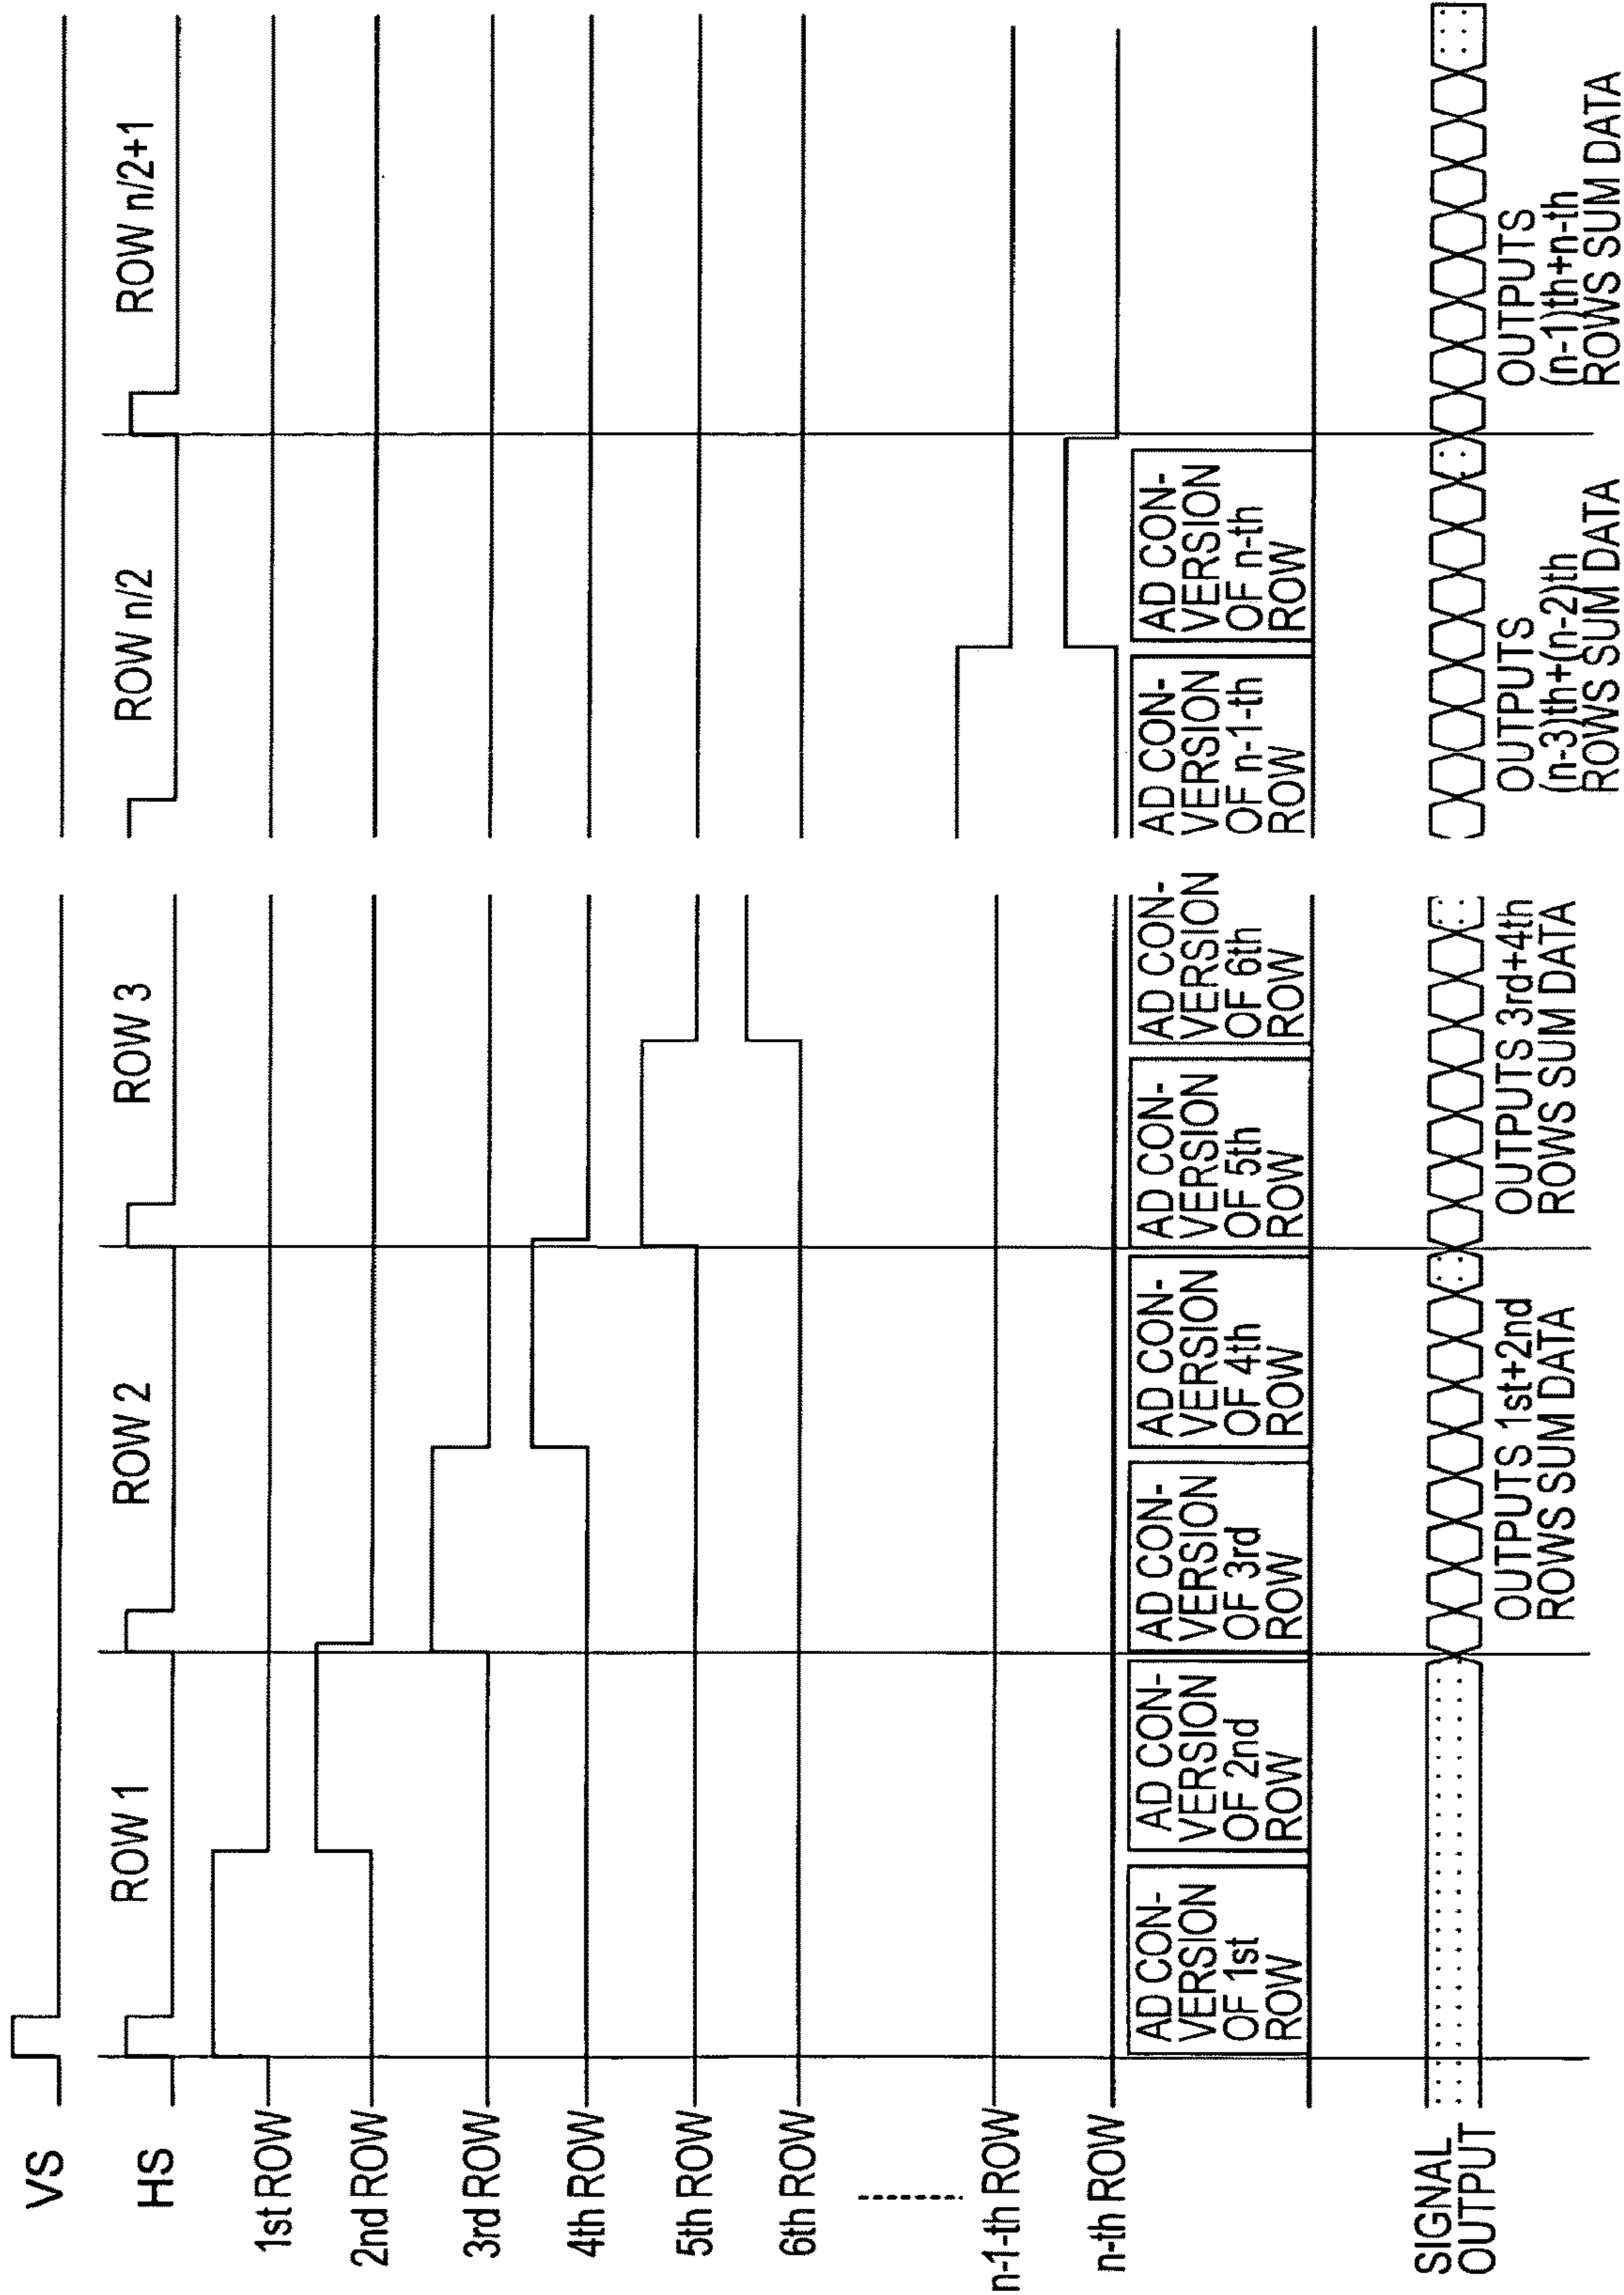 VS
HS
ROW 1
ROW 2
ROW 3
ROW n/2
ROW n/2+1
1st ROW
2nd ROW
3rd ROW
4th ROW
5th ROW
6th ROW
n-1-th ROW
n-th ROW
AD CON-
VERSION
OF 1st
ROW
AD CON-
VERSION
OF 2nd
ROW
AD CON-
VERSION
OF 3rd
ROW
AD CON-
VERSION
OF 4th
ROW
AD CON-
VERSION
OF 5th
ROW
AD CON-
VERSION
OF 6th
ROW
AD CON-
VERSION
OF n-1-th
ROW
AD CON-
VERSION
OF n-th
ROW
SIGNAL
OUTPUT
OUTPUTS 1st+2nd
ROWS SUM DATA
OUTPUTS 3rd+4th
ROWS SUM DATA
OUTPUTS
(n-3)th+(n-2)th
ROWS SUM DATA
OUTPUTS
(n-1)th+n-th
ROWS SUM DATA